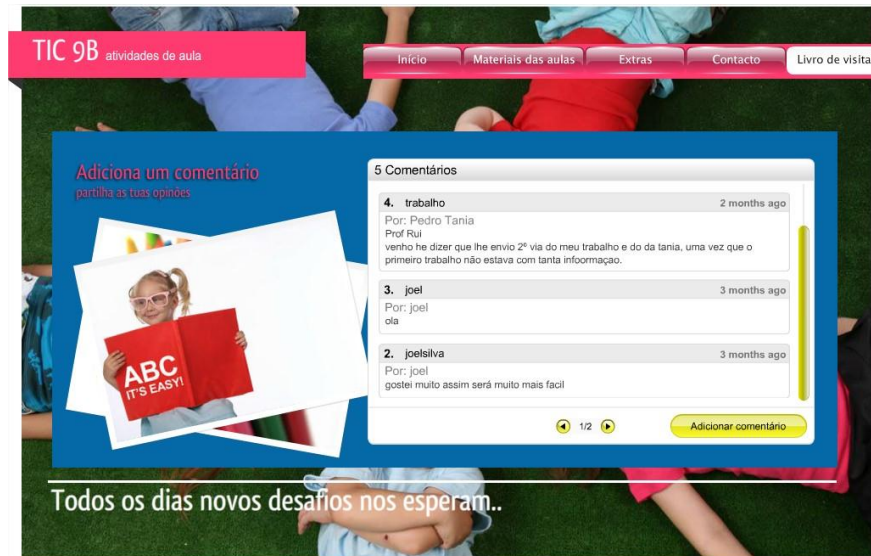 TIC 9B atividades de aula
Início Materiais das aulas Extras Contacto Livro de visita
Adiciona um comentário
partilha as tuas opinões
ABC
IT'S EASY!
5 Comentários
4. trabalho 2 months ago
Por: Pedro Tania
Prof Rui
venho he dizer que lhe envio 2º via do meu trabalho e do da tania, uma vez que o
primeiro trabalho não estava com tanta infoormaçao.
3. joel 3 months ago
Por: joel
ola
2. joelsilva 3 months ago
Por: joel
gostei muito assim será muito mais facil
1/2 Adicionar comentário
Todos os dias novos desafios nos esperam..